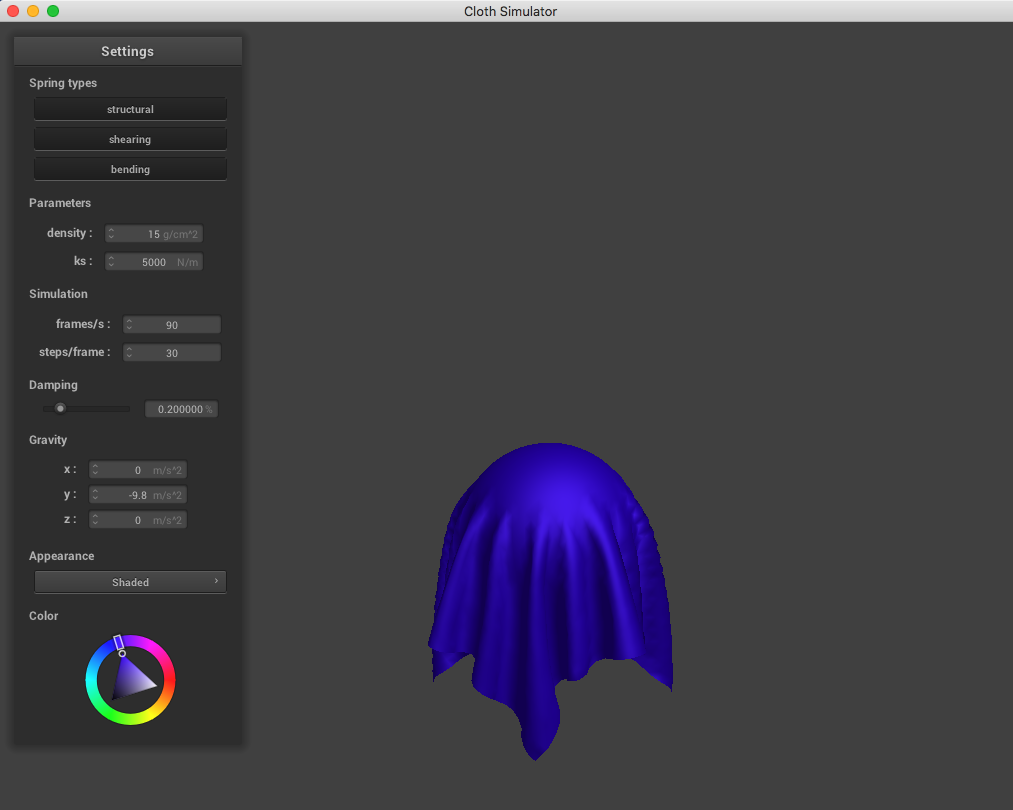 Cloth Simulator
Settings
Spring types
structural
shearing
bending
Parameters
density : 15 g/cm^2
ks : 5000 N/m
Simulation
frames/s : 90
steps/frame : 30
Damping
0.200000 %
Gravity
x : 0 m/s^2
y : -9.8 m/s^2
z : 0 m/s^2
Appearance
Shaded
Color